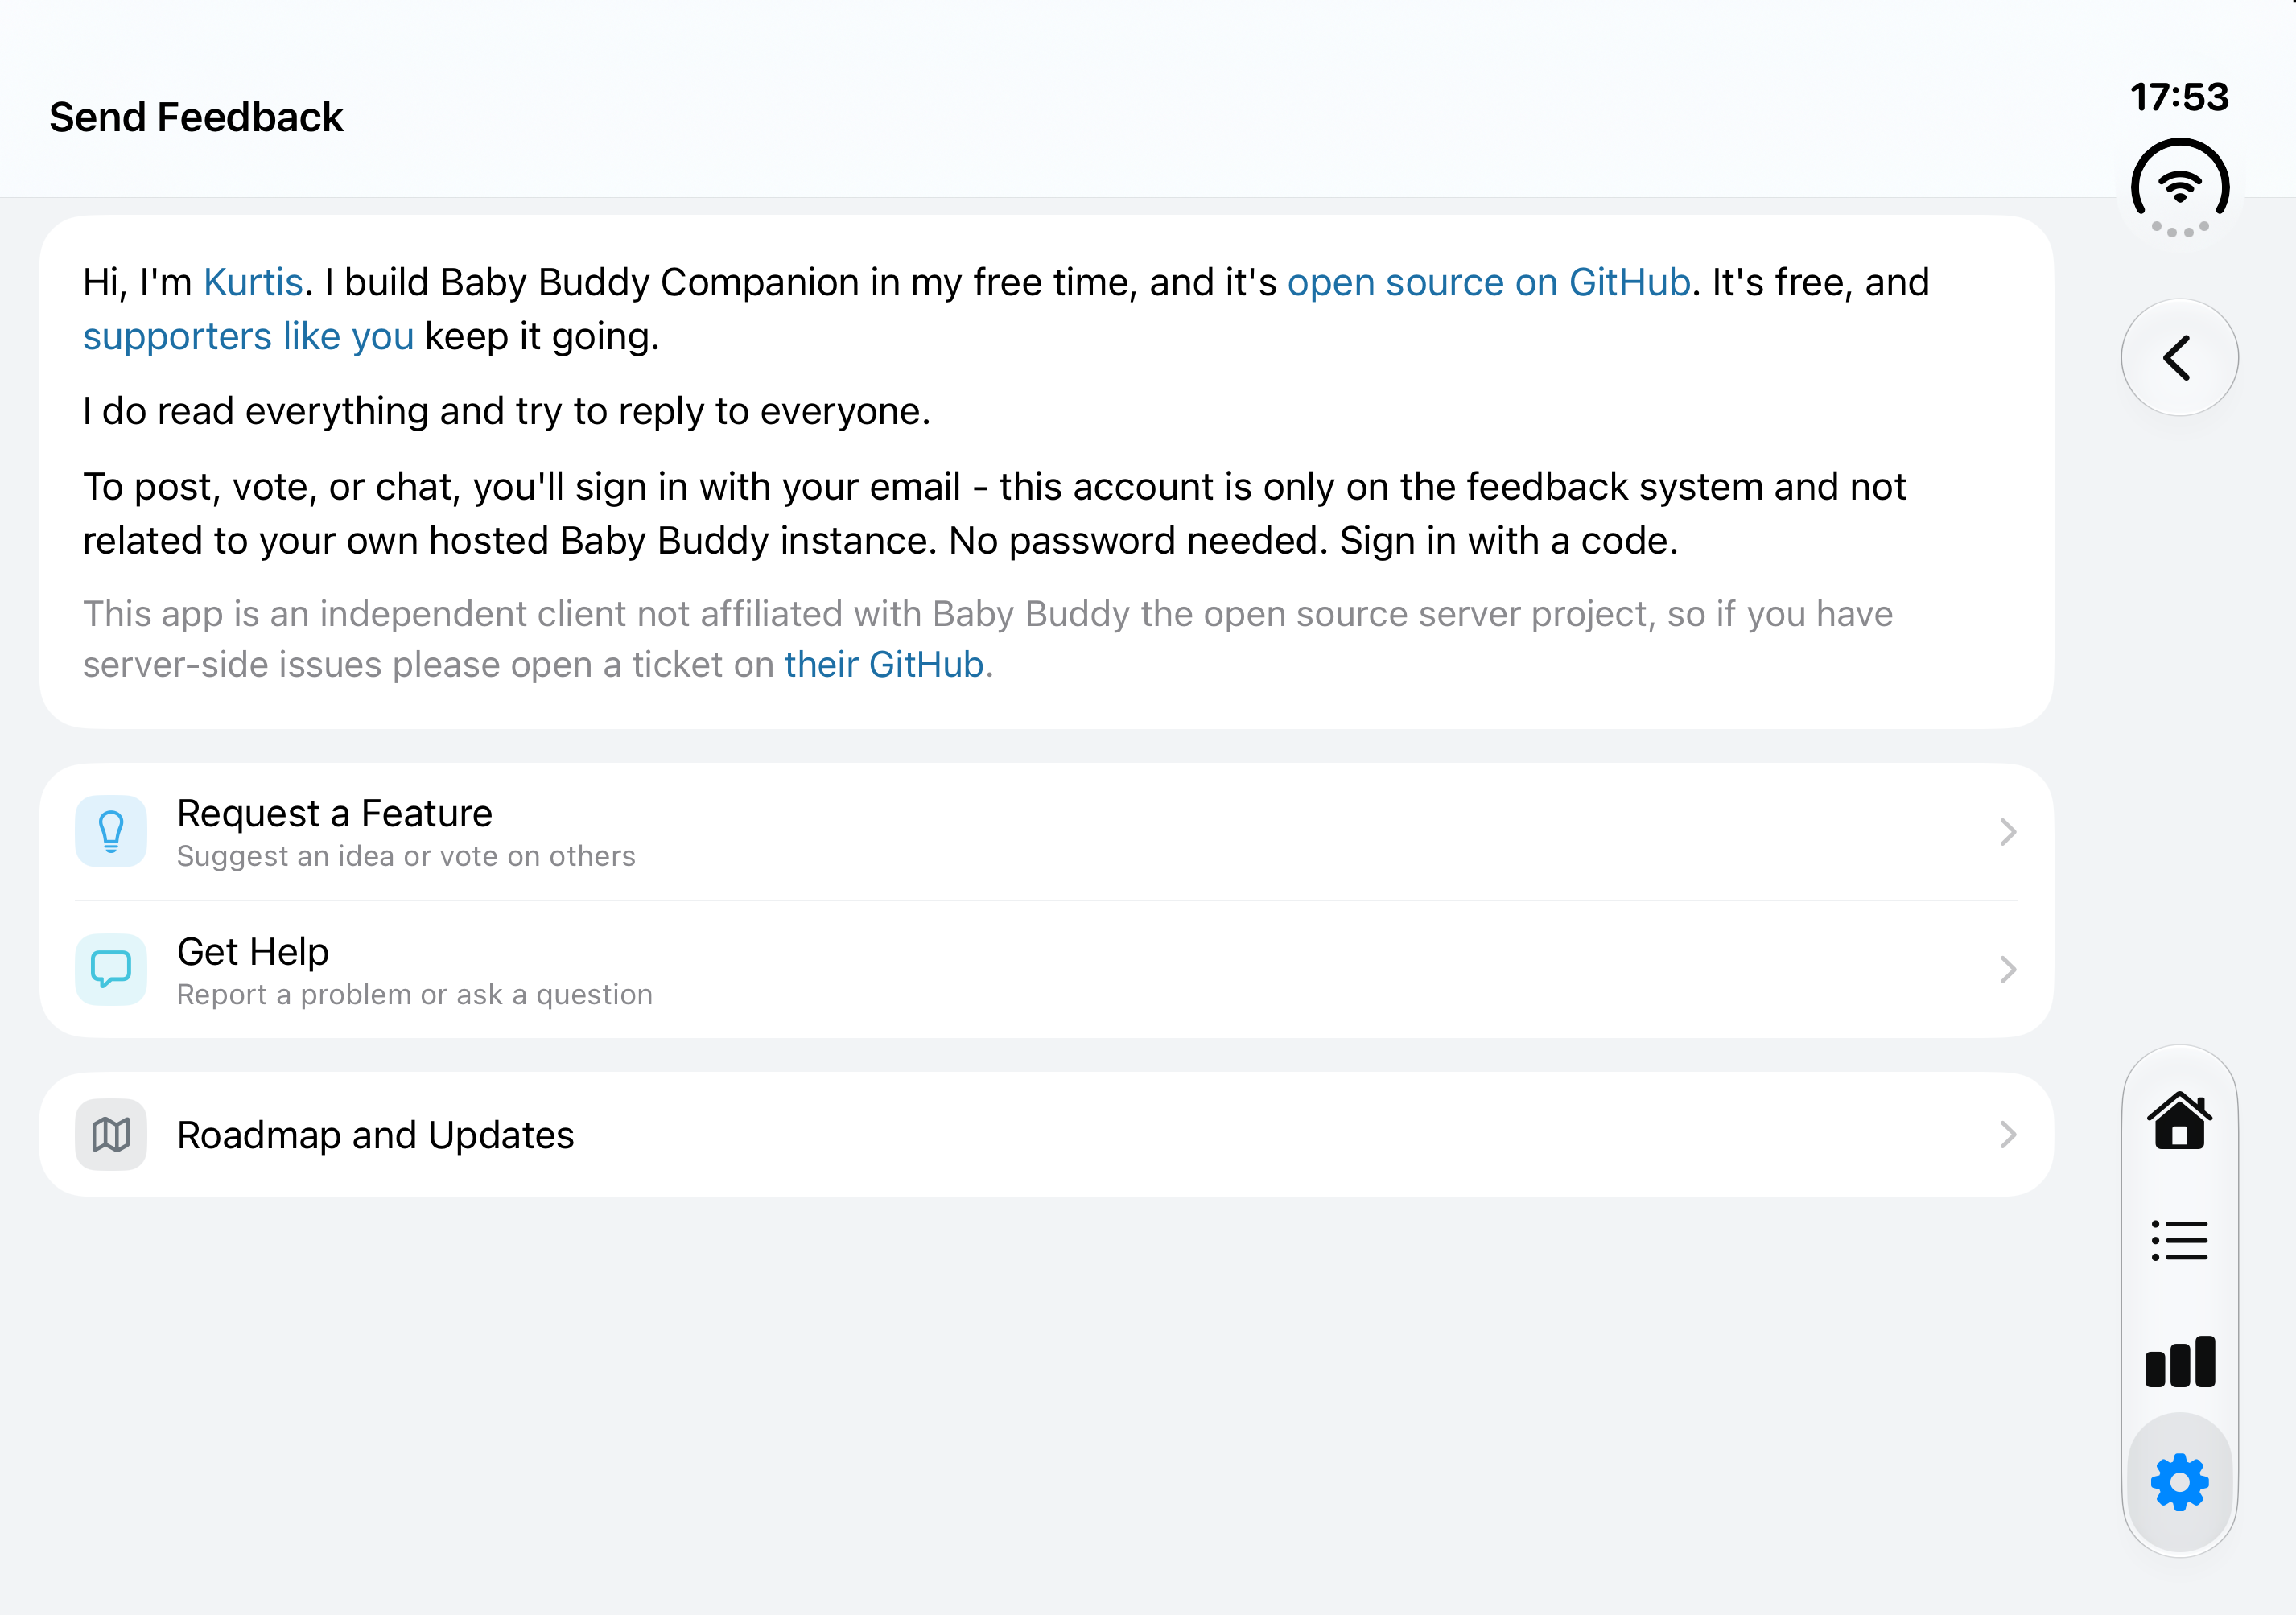 Send Feedback
17:53
Hi, I'm Kurtis. I build Baby Buddy Companion in my free time, and it's open source on GitHub. It's free, and
supporters like you keep it going.
I do read everything and try to reply to everyone.
To post, vote, or chat, you'll sign in with your email - this account is only on the feedback system and not
related to your own hosted Baby Buddy instance. No password needed. Sign in with a code.
This app is an independent client not affiliated with Baby Buddy the open source server project, so if you have
server-side issues please open a ticket on their GitHub.
Request a Feature
Suggest an idea or vote on others
Get Help
Report a problem or ask a question
Roadmap and Updates